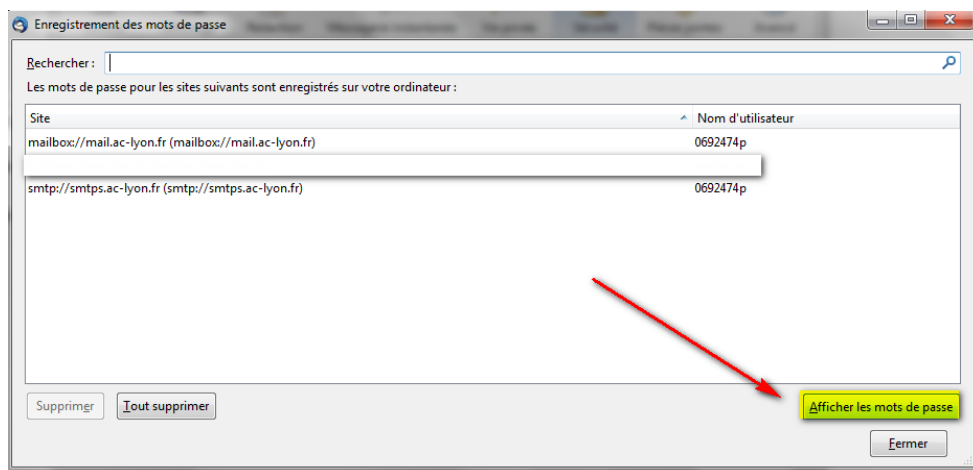 Enregistrement des mots de passe
Rechercher :
Les mots de passe pour les sites suivants sont enregistrés sur votre ordinateur :
Site Nom d'utilisateur
mailbox://mail.ac-lyon.fr (mailbox://mail.ac-lyon.fr) 0692474p
smtp://smtps.ac-lyon.fr (smtp://smtps.ac-lyon.fr) 0692474p
Supprimer Tout supprimer Afficher les mots de passe
Fermer